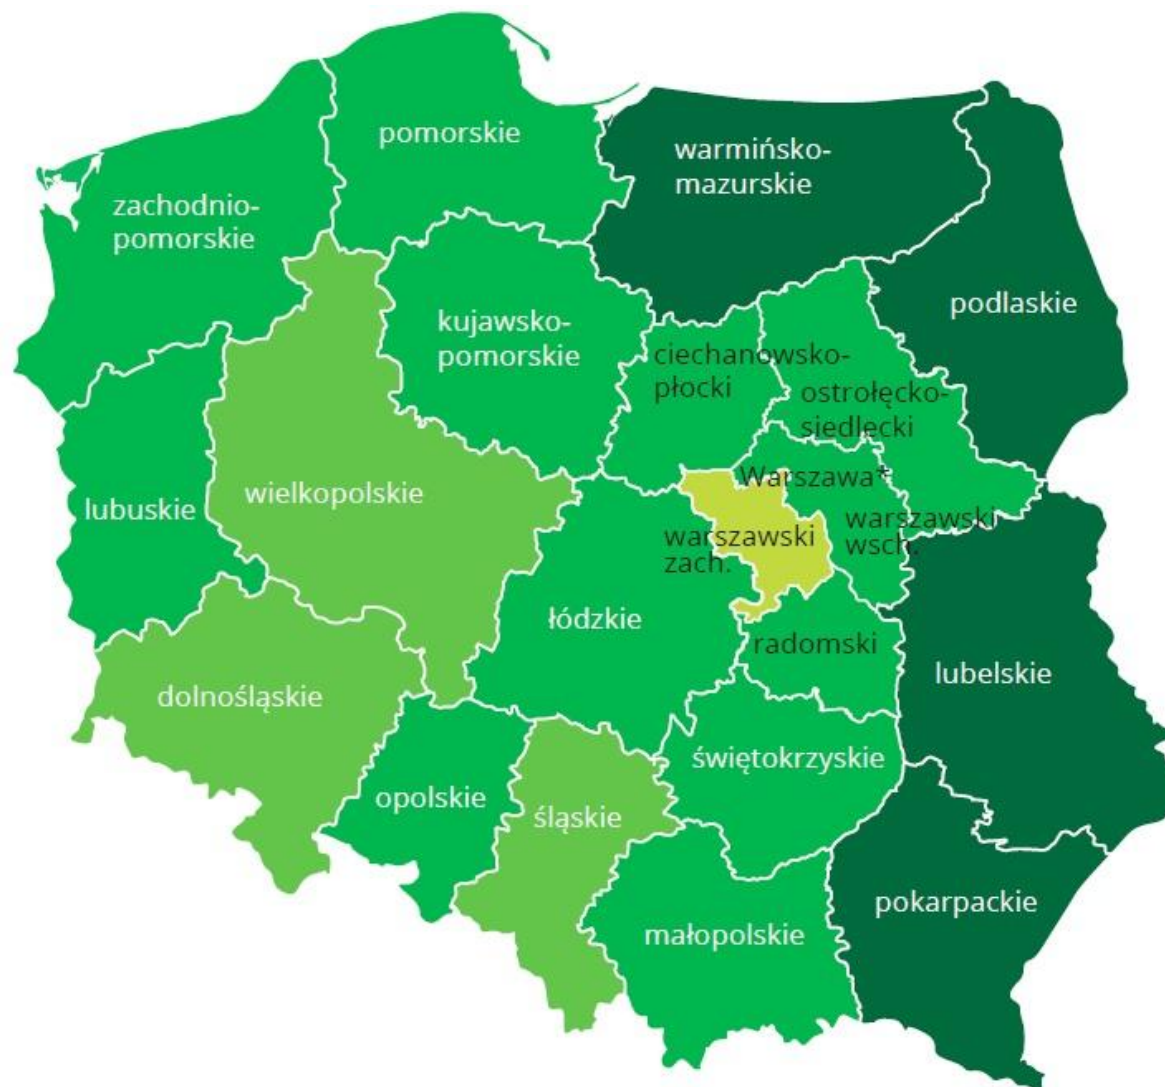 pomorskie
warmińsko-
mazurskie
zachodnio-
pomorskie
podlaskie
kujawsko-
pomorskie
ciechanowsko-
płocki
ostrołęcko-
siedlęcki
Warszawa*
wielkopolskie
lubuskie
warszawski
wsch.
warszawski
zach.
łódzkie
radomski
lubelskie
dolnośląskie
świętokrzyskie
opolskie
śląskie
pokarpackie
małopolskie